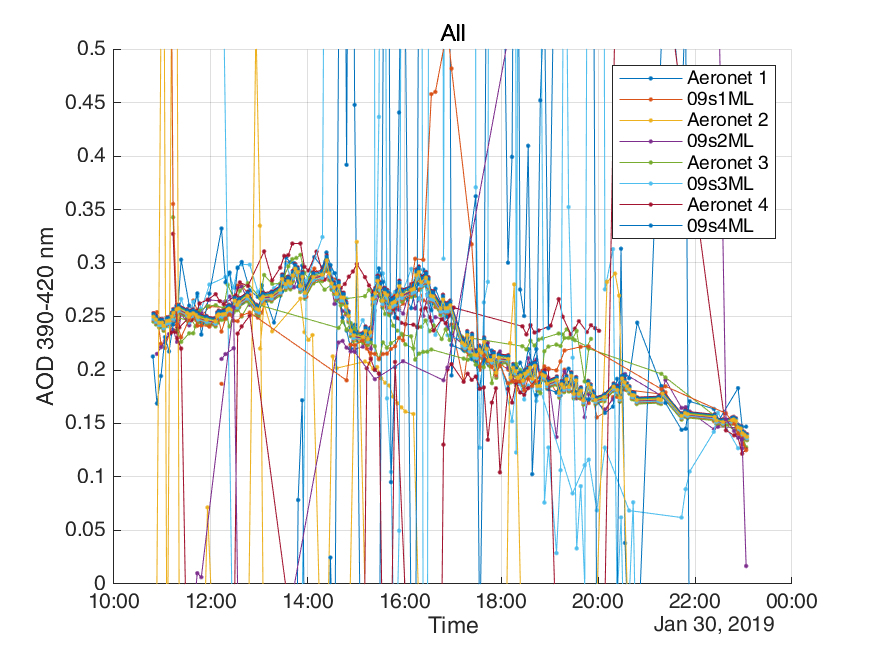 All
0.5
0.45
0.4
0.35
0.3
0.25
0.2
0.15
0.1
0.05
0
AOD 390-420 nm
Aeronet 1
09s1ML
Aeronet 2
09s2ML
Aeronet 3
09s3ML
Aeronet 4
09s4ML
10:00 12:00 14:00 16:00 18:00 20:00 22:00 00:00
Time
Jan 30, 2019